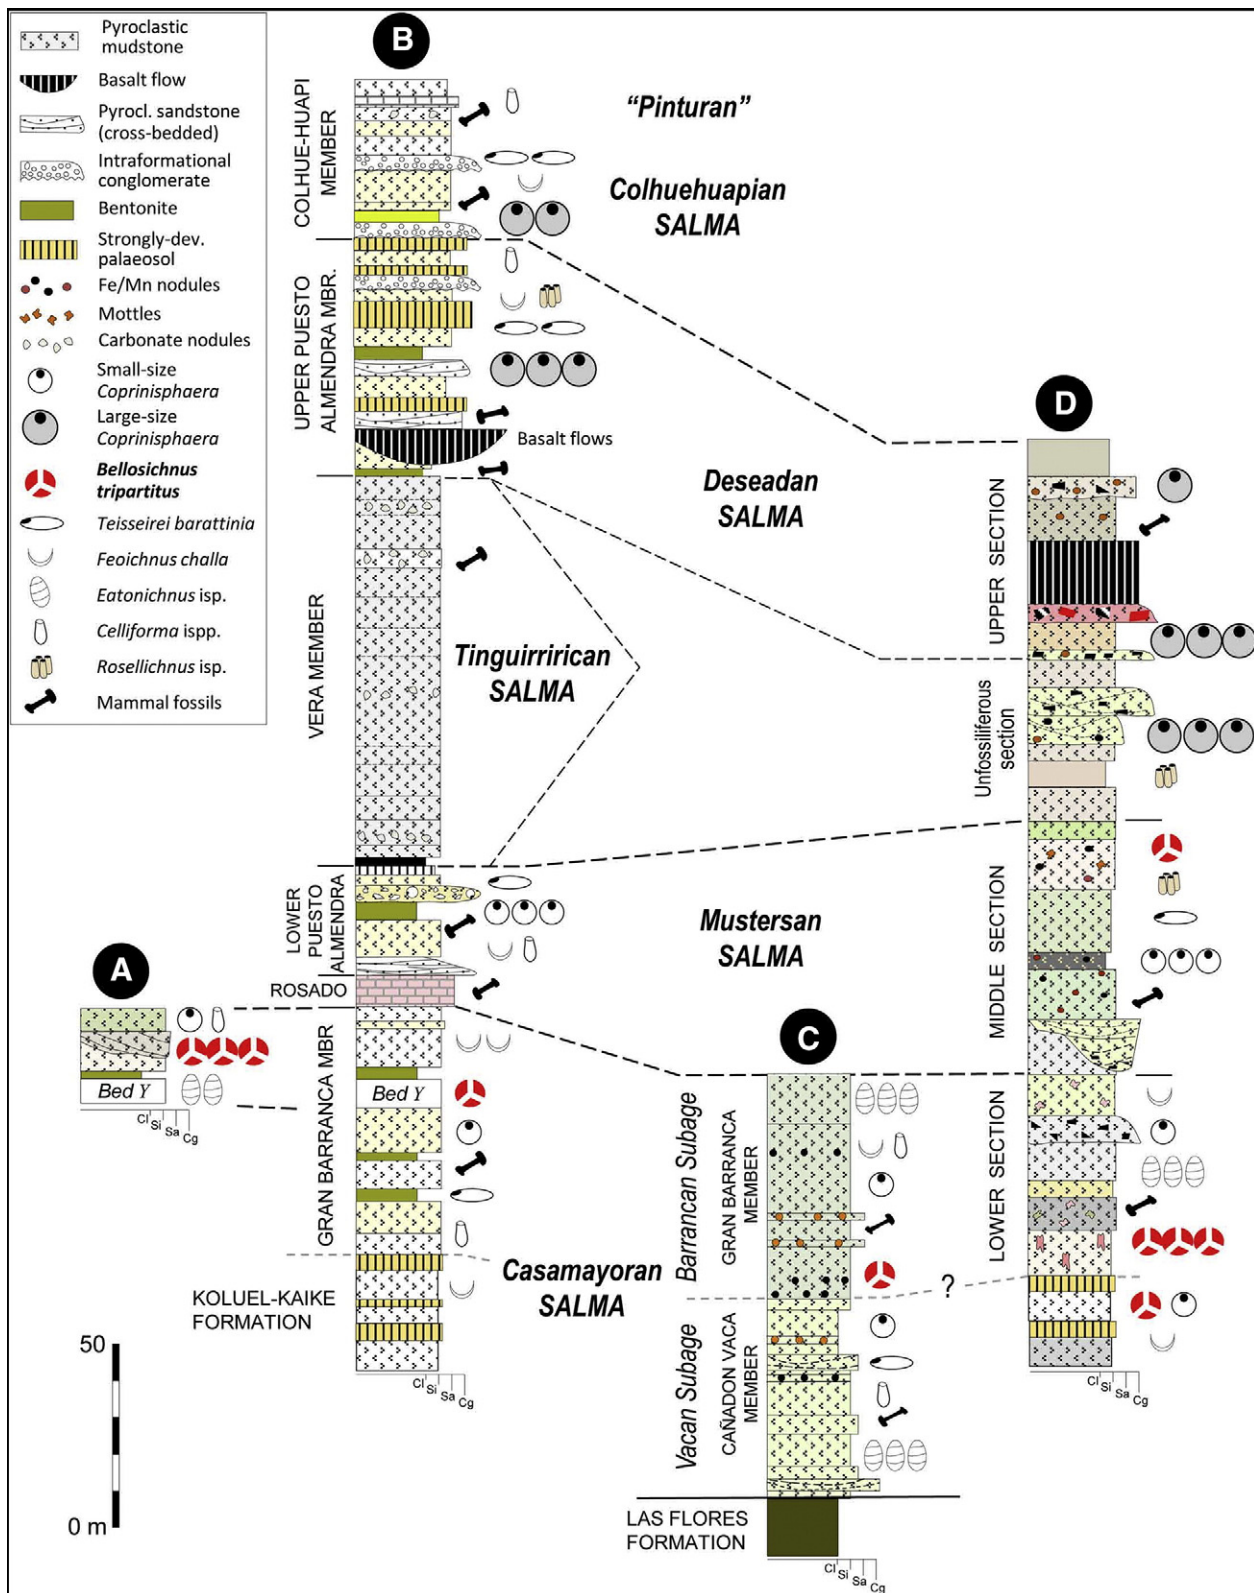 Pyroclastic
mudstone
Basalt flow
Pyrocl. sandstone
(cross-bedded)
Intraformational
conglomerate
Bentonite
Strongly-dev.
palaeosol
Fe/Mn nodules
Mottles
Carbonate nodules
Small-size
Coprinisphaera
Large-size
Coprinisphaera
Bellosichnus
tripartitus
Teisseirei barattinia
Feoichnus challa
Eatonichnus isp.
Celliforma ispp.
Rosellichnus isp.
Mammal fossils
B
COLHUE-HUAPI
MEMBER
UPPER PUESTO
ALMENDRA MBR.
Basalt flows
VERA MEMBER
LOWER
PUESTO
ALMENDRA
ROSADO
GRAN BARRANCA MBR
Bed Y
KOLUEL-KAIKE
FORMATION
Cl
Si
Sa
Cg
"Pinturan"
Colhuehuapian
SALMA
Deseadan
SALMA
Tinguirrirican
SALMA
Mustersan
SALMA
Casamayoran
SALMA
A
Bed Y
Cl
Si
Sa
Cg
50
0 m
C
Barrancan Subage
GRAN BARRANCA
MEMBER
Vacan Subage
CAÑADON VACA
MEMBER
LAS FLORES
FORMATION
Cl
Si
Sa
Cg
?
D
UPPER SECTION
Unfossiliferous
section
MIDDLE SECTION
LOWER SECTION
Cl
Si
Sa
Cg